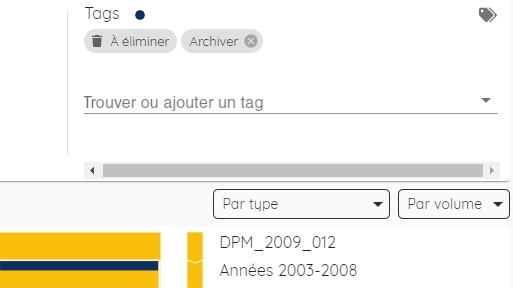 Tags
À éliminer Archiver
Trouver ou ajouter un tag
Par type Par volume
DPM_2009_012
Années 2003-2008